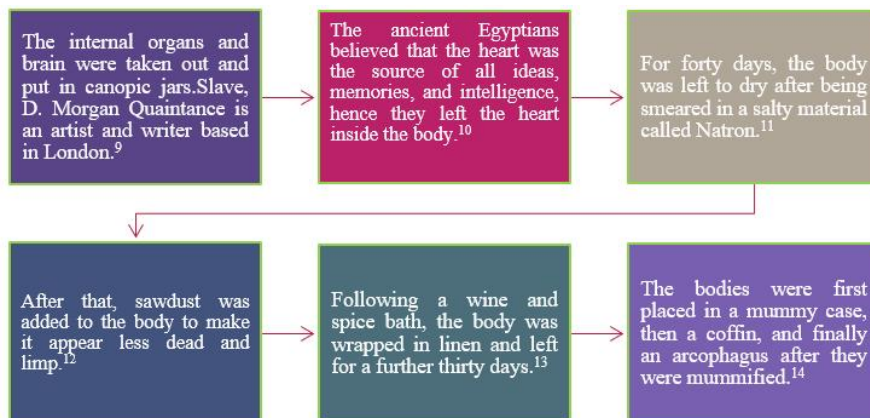 The internal organs and
brain were taken out and
put in canopic jars.Slave,
D. Morgan Quaintance is
an artist and writer based
in London.9
The ancient Egyptians
believed that the heart was
the source of all ideas,
memories, and intelligence,
hence they left the heart
inside the body.10
For forty days, the body
was left to dry after being
smeared in a salty material
called Natron.11
After that, sawdust was
added to the body to make
it appear less dead and
limp.12
Following a wine and
spice bath, the body was
wrapped in linen and left
for a further thirty days.13
The bodies were first
placed in a mummy case,
then a coffin, and finally
an arcophagus after they
were mummified.14